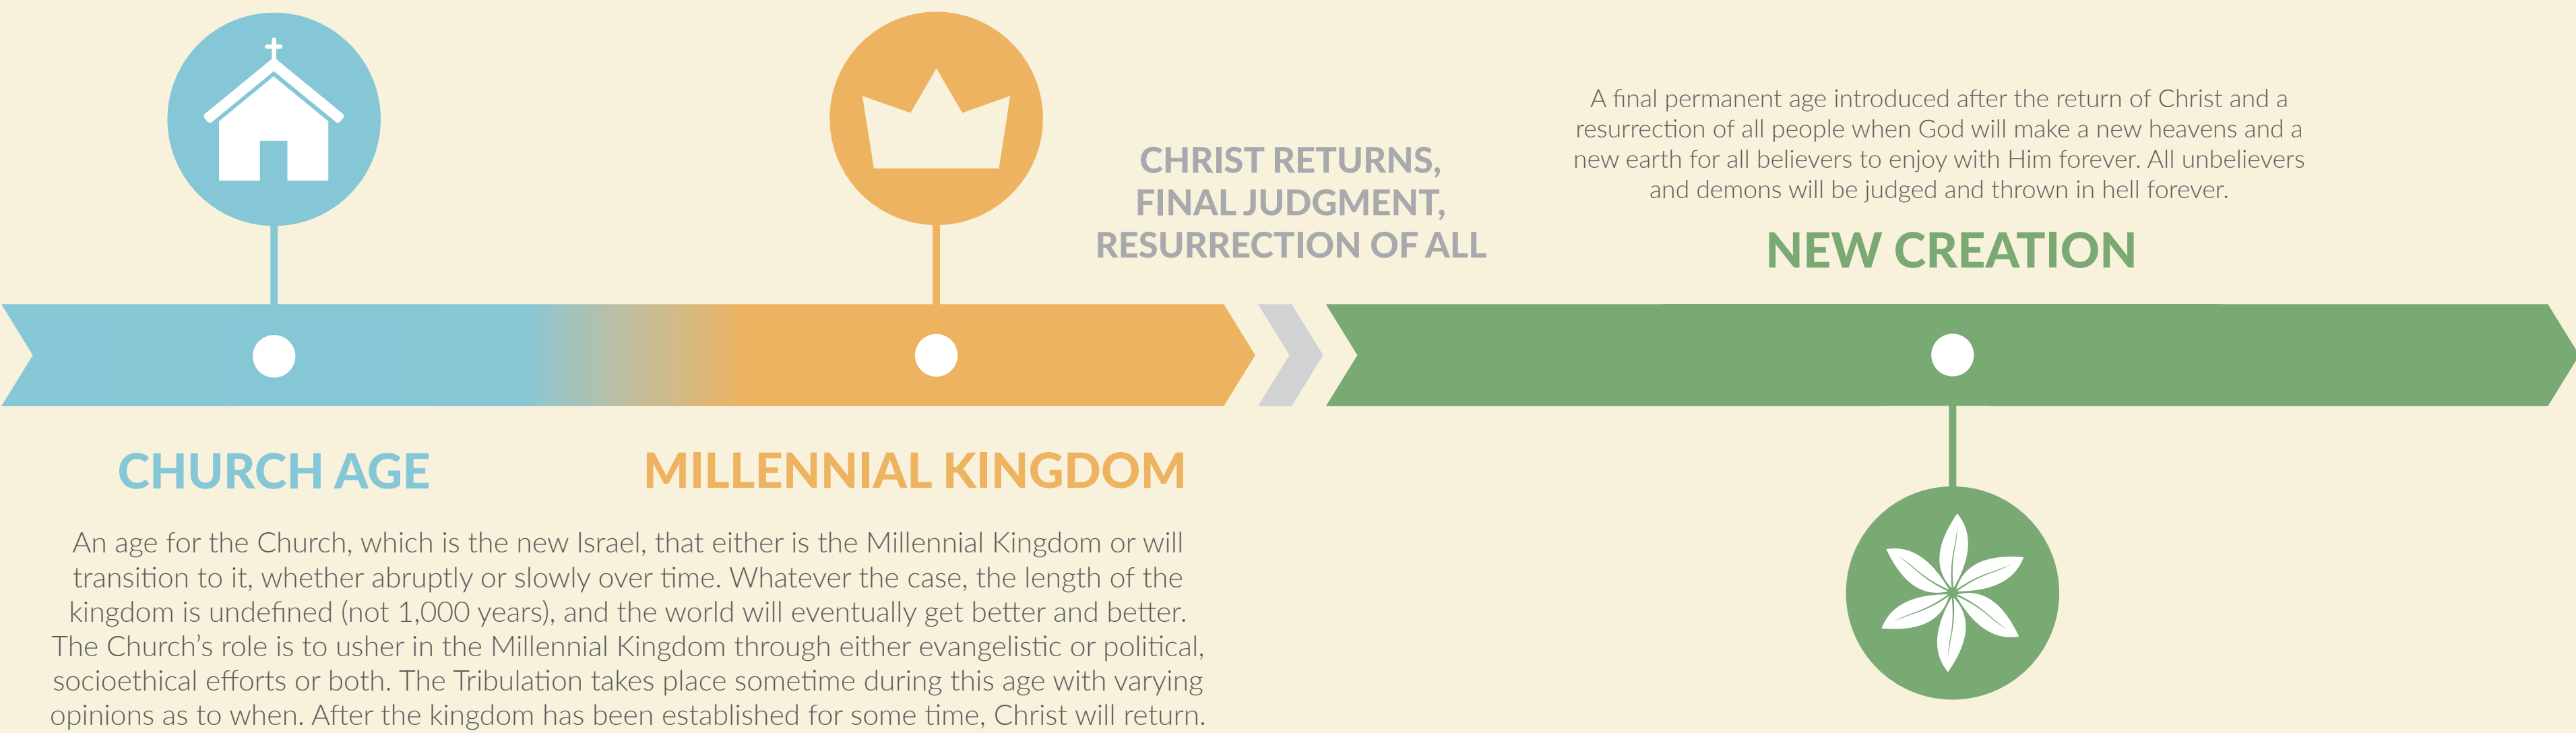 CHURCH AGE
MILLENNIAL KINGDOM
An age for the Church, which is the new Israel, that either is the Millennial Kingdom or will
transition to it, whether abruptly or slowly over time. Whatever the case, the length of the
kingdom is undefined (not 1,000 years), and the world will eventually get better and better.
The Church’s role is to usher in the Millennial Kingdom through either evangelistic or political,
socioethical efforts or both. The Tribulation takes place sometime during this age with varying
opinions as to when. After the kingdom has been established for some time, Christ will return.
CHRIST RETURNS,
FINAL JUDGMENT,
RESURRECTION OF ALL
A final permanent age introduced after the return of Christ and a
resurrection of all people when God will make a new heavens and a
new earth for all believers to enjoy with Him forever. All unbelievers
and demons will be judged and thrown in hell forever.
NEW CREATION